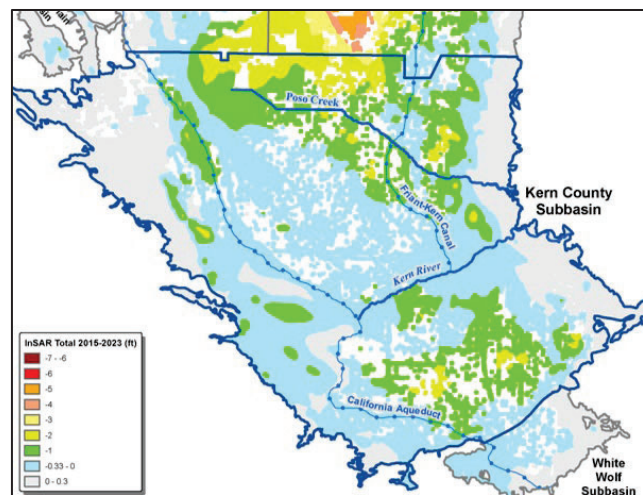 Poso Creek
Friant-Kern Canal
Kern County
Subbasin
Kern River
InSAR Total 2015-2023 (ft)
-7 - -6
-6
-5
-4
-3
-2
-1
-0.33 - 0
0 - 0.3
California Aqueduct
White
Wolf
Subbasin